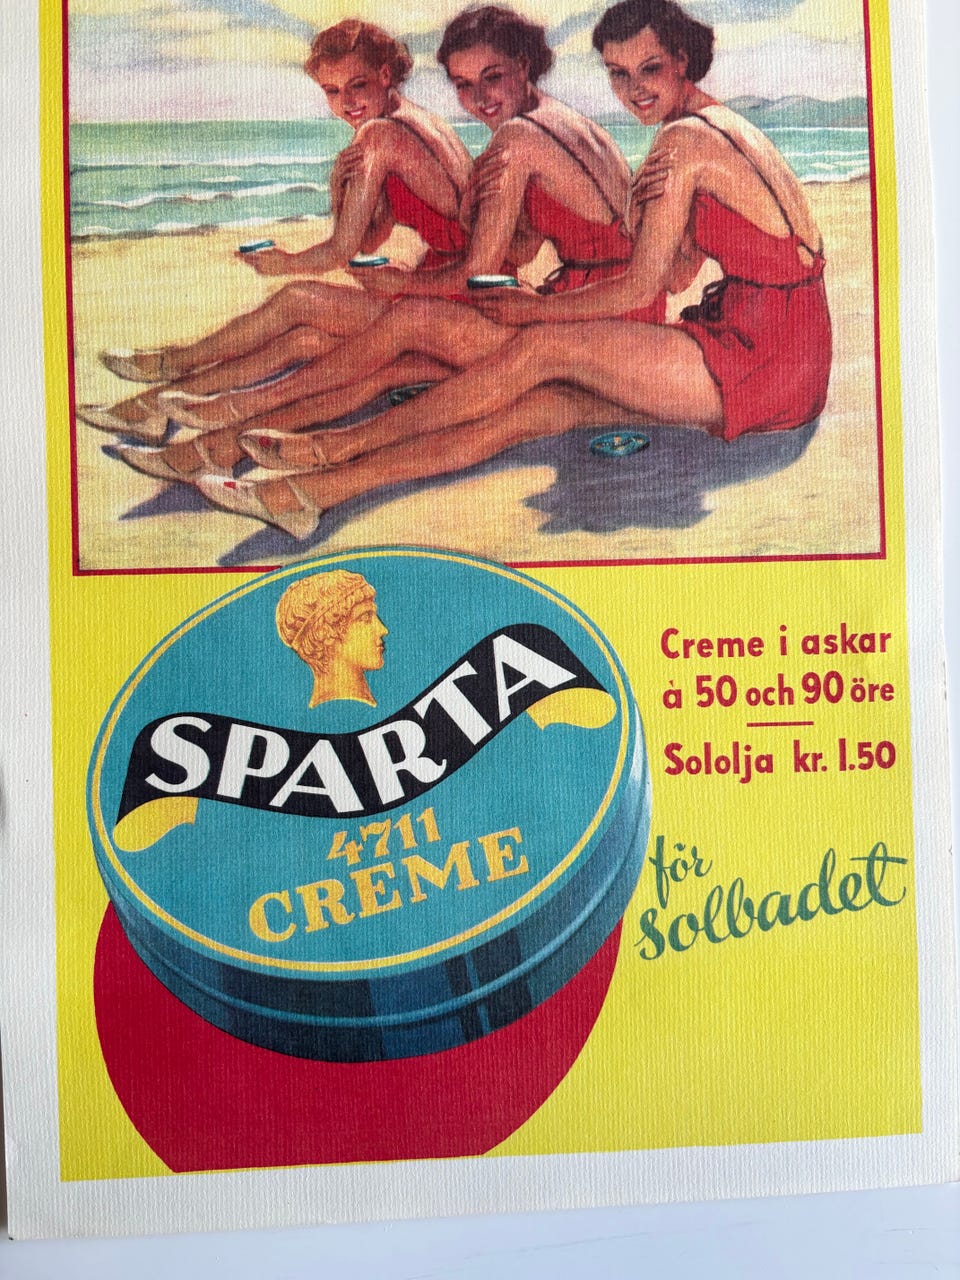 SPARTA
4711
CREME
Creme i askar
à 50 och 90 öre
Sololja kr. 1.50
för
solbadet